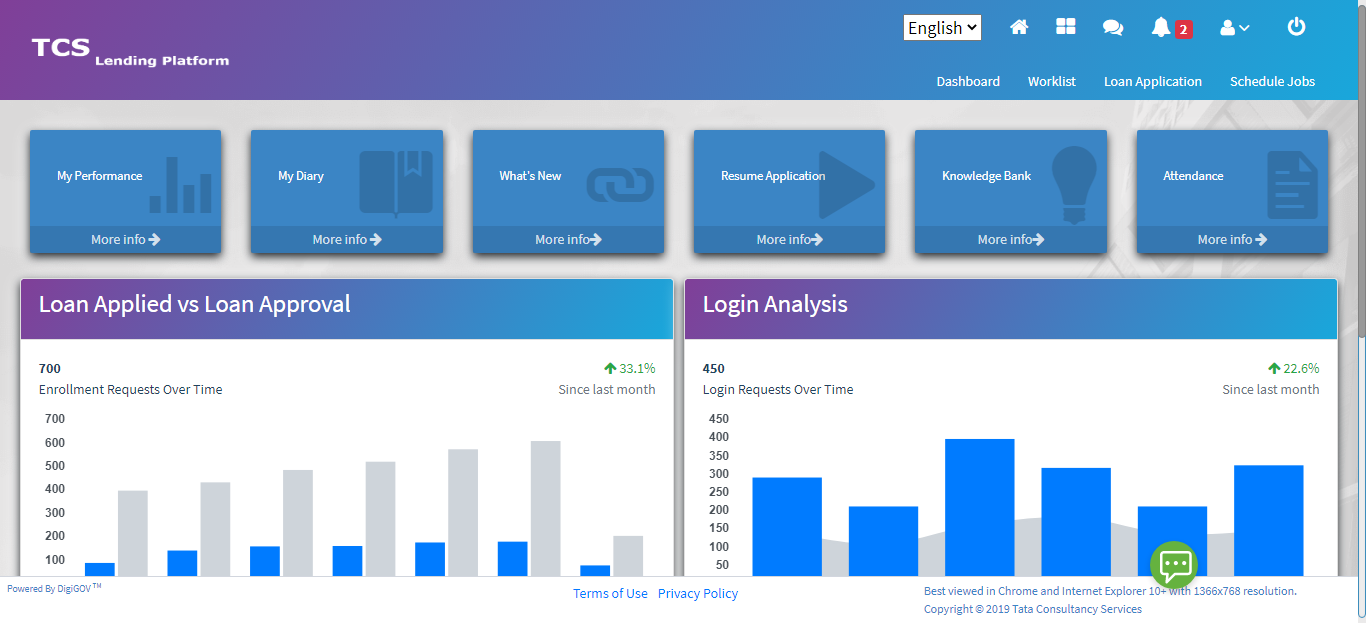 English
2
TCS Lending Platform
Dashboard Worklist Loan Application Schedule Jobs
My Performance
More info
My Diary
More info
What's New
More info
Resume Application
More info
Knowledge Bank
More info
Attendance
More info
Loan Applied vs Loan Approval
700
33.1%
Enrollment Requests Over Time
Since last month
700
600
500
400
300
200
100
Login Analysis
450
22.6%
Login Requests Over Time
Since last month
450
400
350
300
250
200
150
100
50
Powered By DigiGOV™
Terms of Use Privacy Policy
Best viewed in Chrome and Internet Explorer 10+ with 1366x768 resolution.
Copyright © 2019 Tata Consultancy Services